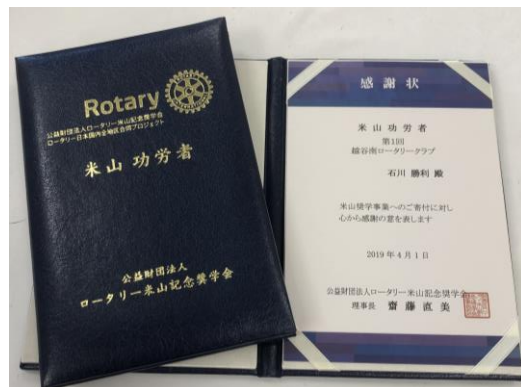 Rotary
公益財団法人ロータリー米山記念奨学会
ロータリー日本国内全地区合同プロジェクト
米山功労者
公益財団法人
ロータリー米山記念奨学会
感謝状
米山功労者
第1回
越谷南ロータリークラブ
石川 勝利 殿
米山奨学事業へのご寄付に対し
心から感謝の意を表します
2019年4月1日
公益財団法人ロータリー米山記念奨学会
理事長 齋藤直美